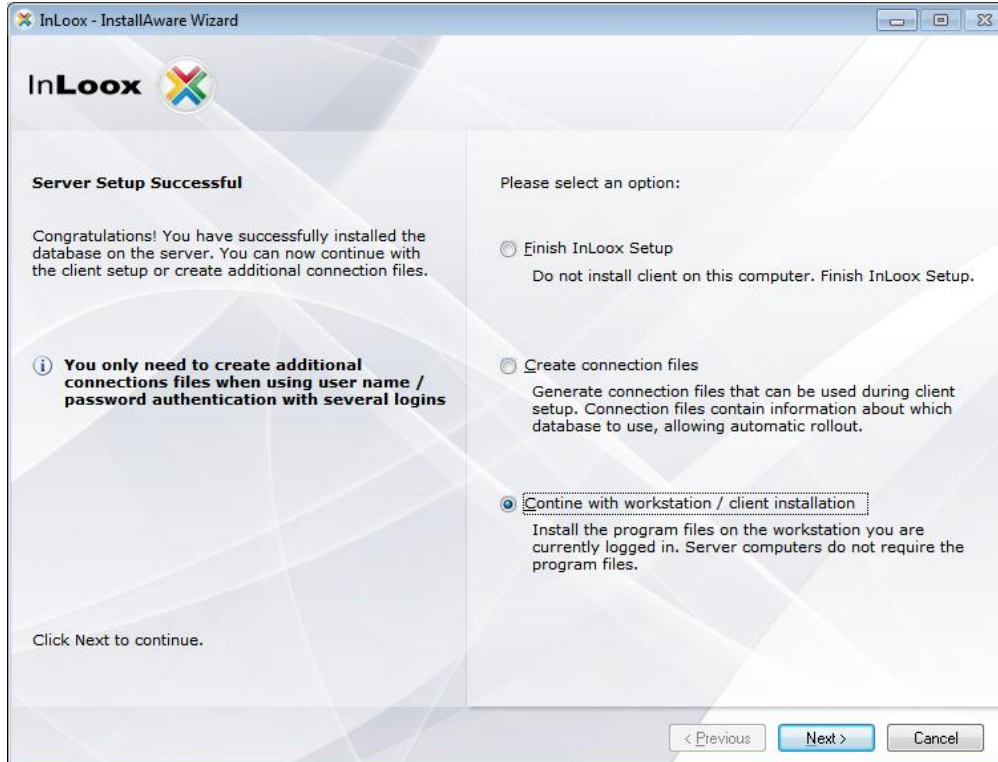 InLoox - InstallAware Wizard
InLoox
Server Setup Successful
Congratulations! You have successfully installed the
database on the server. You can now continue with
the client setup or create additional connection files.
You only need to create additional
connections files when using user name /
password authentication with several logins
Click Next to continue.
Please select an option:
Finish InLoox Setup
Do not install client on this computer. Finish InLoox Setup.
Create connection files
Generate connection files that can be used during client
setup. Connection files contain information about which
database to use, allowing automatic rollout.
Contine with workstation / client installation
Install the program files on the workstation you are
currently logged in. Server computers do not require the
program files.
< Previous
Next >
Cancel